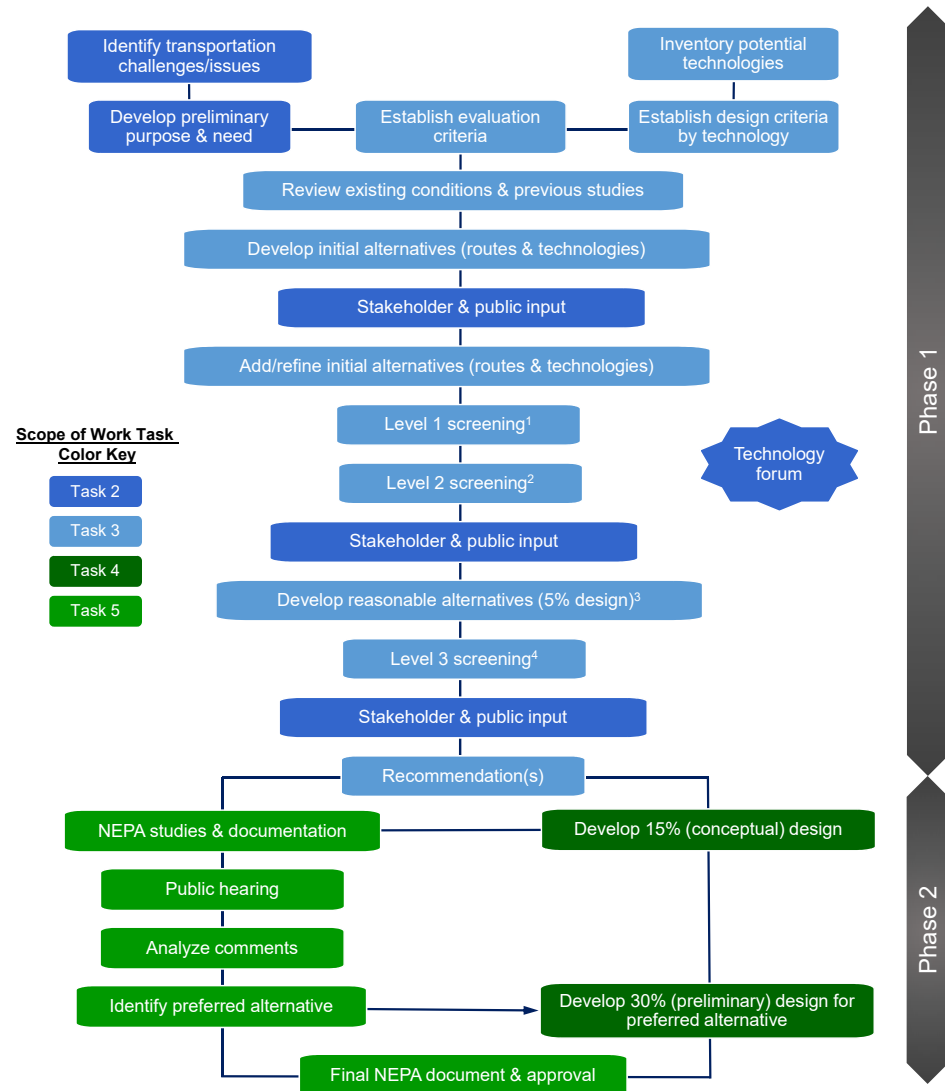 Identify transportation
challenges/issues
Inventory potential
technologies
Develop preliminary
purpose & need
Establish evaluation
criteria
Establish design criteria
by technology
Review existing conditions & previous studies
Develop initial alternatives (routes & technologies)
Stakeholder & public input
Add/refine initial alternatives (routes & technologies)
Level 1 screening¹
Level 2 screening²
Stakeholder & public input
Develop reasonable alternatives (5% design)³
Level 3 screening⁴
Stakeholder & public input
Recommendation(s)
Scope of Work Task
Color Key
Task 2
Task 3
Task 4
Task 5
Technology
forum
Phase 1
NEPA studies & documentation
Develop 15% (conceptual) design
Public hearing
Analyze comments
Identify preferred alternative
Develop 30% (preliminary) design for
preferred alternative
Final NEPA document & approval
Phase 2